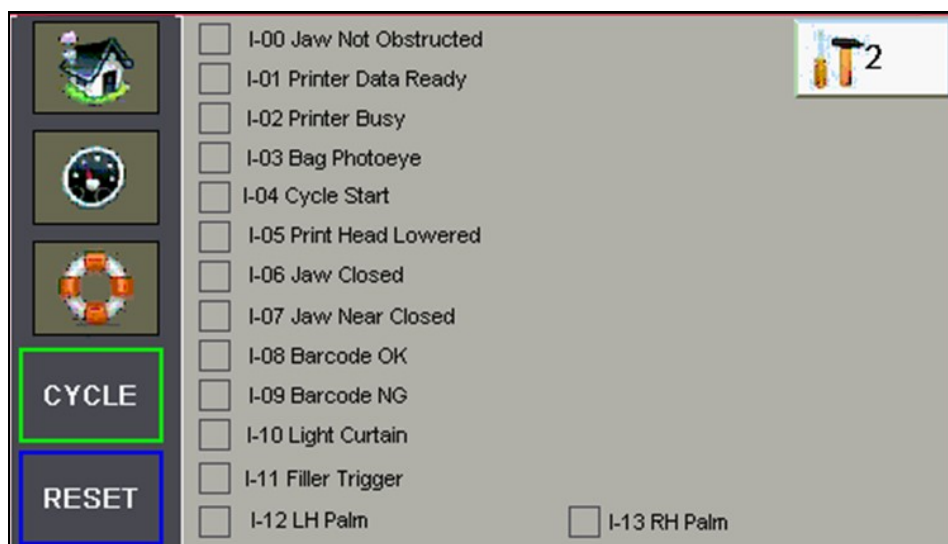 I-00 Jaw Not Obstructed
2
I-01 Printer Data Ready
I-02 Printer Busy
I-03 Bag Photoeye
I-04 Cycle Start
I-05 Print Head Lowered
I-06 Jaw Closed
I-07 Jaw Near Closed
I-08 Barcode OK
CYCLE
I-09 Barcode NG
I-10 Light Curtain
I-11 Filler Trigger
RESET
I-12 LH Palm I-13 RH Palm